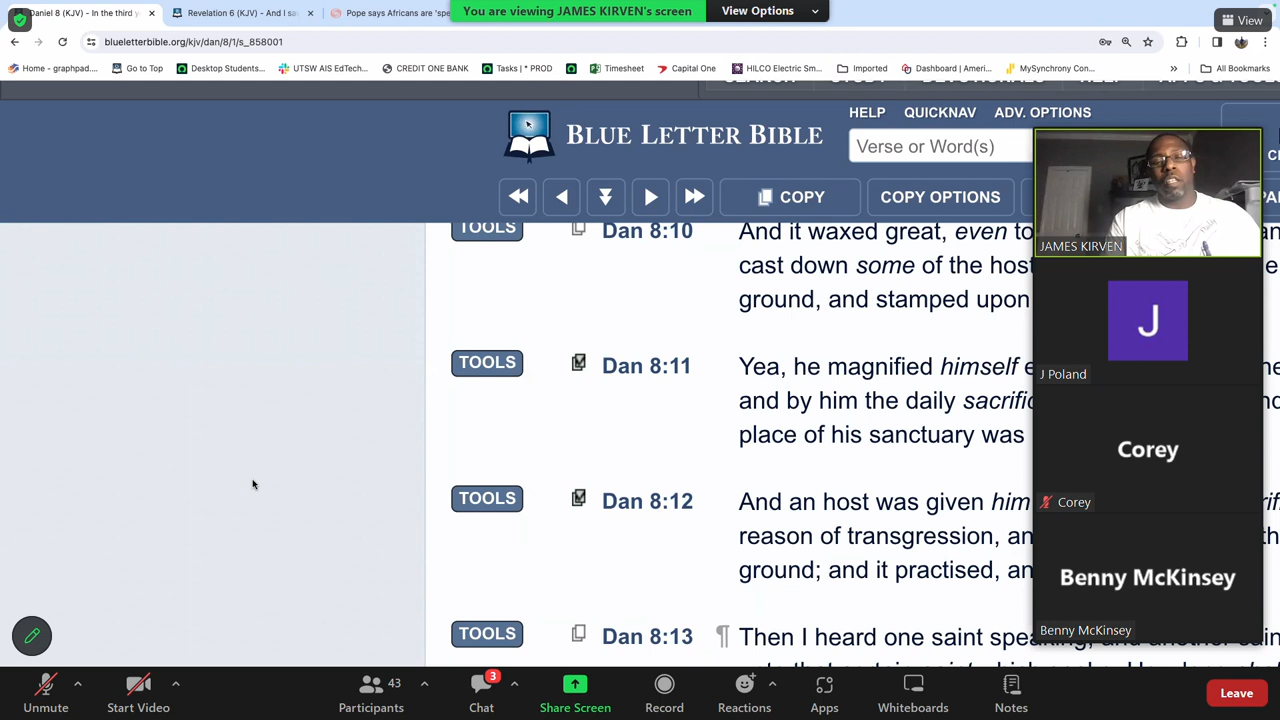 Daniel 8 (KJV) - In the third y
Revelation 6 (KJV) - And I sa
Pope says Africans are 'spe
You are viewing JAMES KIRVEN's screen
View Options
View
blueletterbible.org/kjv/dan/8/1/s_858001
Home - graphpad.... Go to Top Desktop Students... UTSW AIS EdTech... CREDIT ONE BANK Tasks | * PROD Timesheet Capital One HILCO Electric Sm... Imported Dashboard | Ameri... MySynchrony Con... » All Bookmarks
HELP QUICKNAV ADV. OPTIONS
BLUE LETTER BIBLE
Verse or Word(s)
COPY COPY OPTIONS
TOOLS Dan 8:10 And it waxed great, even to
cast down some of the host
ground, and stamped upon
TOOLS Dan 8:11 Yea, he magnified himself e
and by him the daily sacrific
place of his sanctuary was
TOOLS Dan 8:12 And an host was given him
reason of transgression, an
ground; and it practised, an
TOOLS Dan 8:13 ¶ Then I heard one saint speaking, and another sain
JAMES KIRVEN
J
J Poland
Corey
Corey
Benny McKinsey
Benny McKinsey
Unmute
Start Video
43
Participants
3
Chat
Share Screen
Record
Reactions
Apps
Whiteboards
Notes
Leave